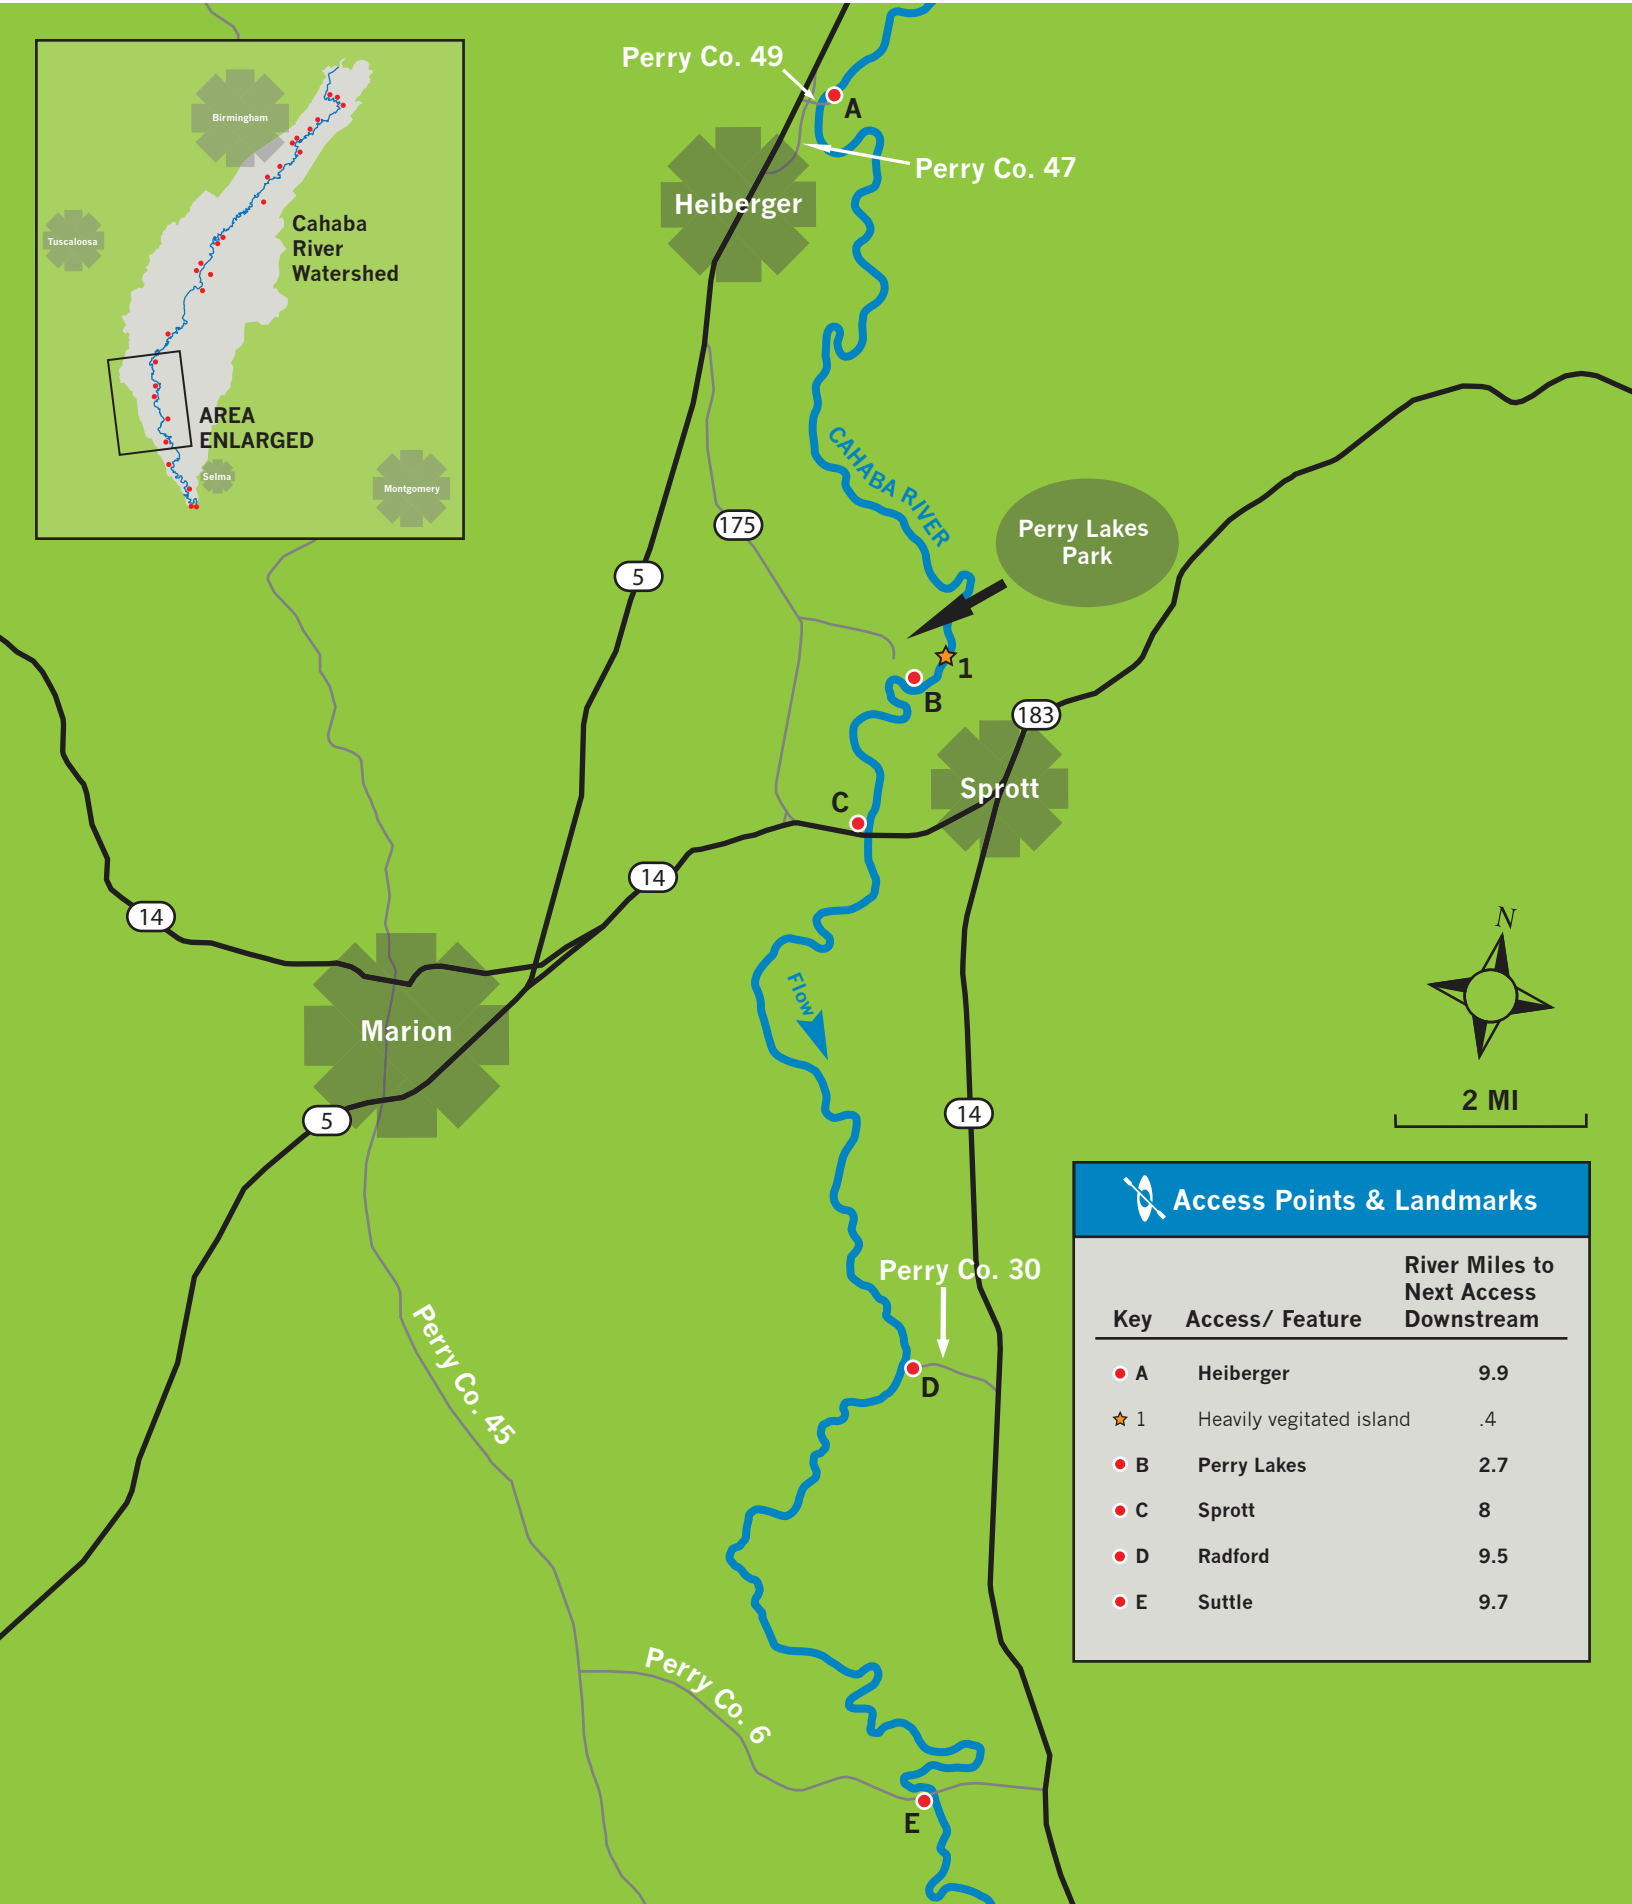 Perry Co. 49
A
Perry Co. 47
Heiberger
Birmingham
Tuscaloosa
Cahaba
River
Watershed
AREA
ENLARGED
Selma
Montgomery
CAHABA RIVER
175
5
Perry Lakes
Park
1
B
183
Sprott
C
14
14
Marion
5
Flow
N
2 MI
14
Perry Co. 30
D
Perry Co. 45
Perry Co. 6
E
Access Points & Landmarks
River Miles to
Next Access
Key Access/ Feature Downstream
A Heiberger 9.9
1 Heavily vegitated island .4
B Perry Lakes 2.7
C Sprott 8
D Radford 9.5
E Suttle 9.7